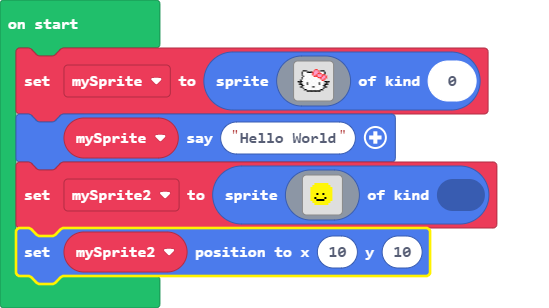 on start
set mySprite to sprite of kind 0
mySprite say "Hello World"
set mySprite2 to sprite of kind
set mySprite2 position to x 10 y 10